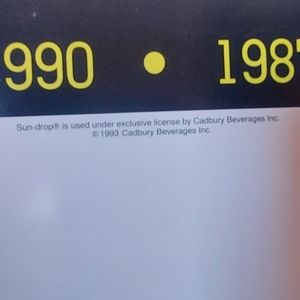 990 • 198
Sun-drop® is used under exclusive license by Cadbury Beverages Inc.
© 1993 Cadbury Beverages Inc.